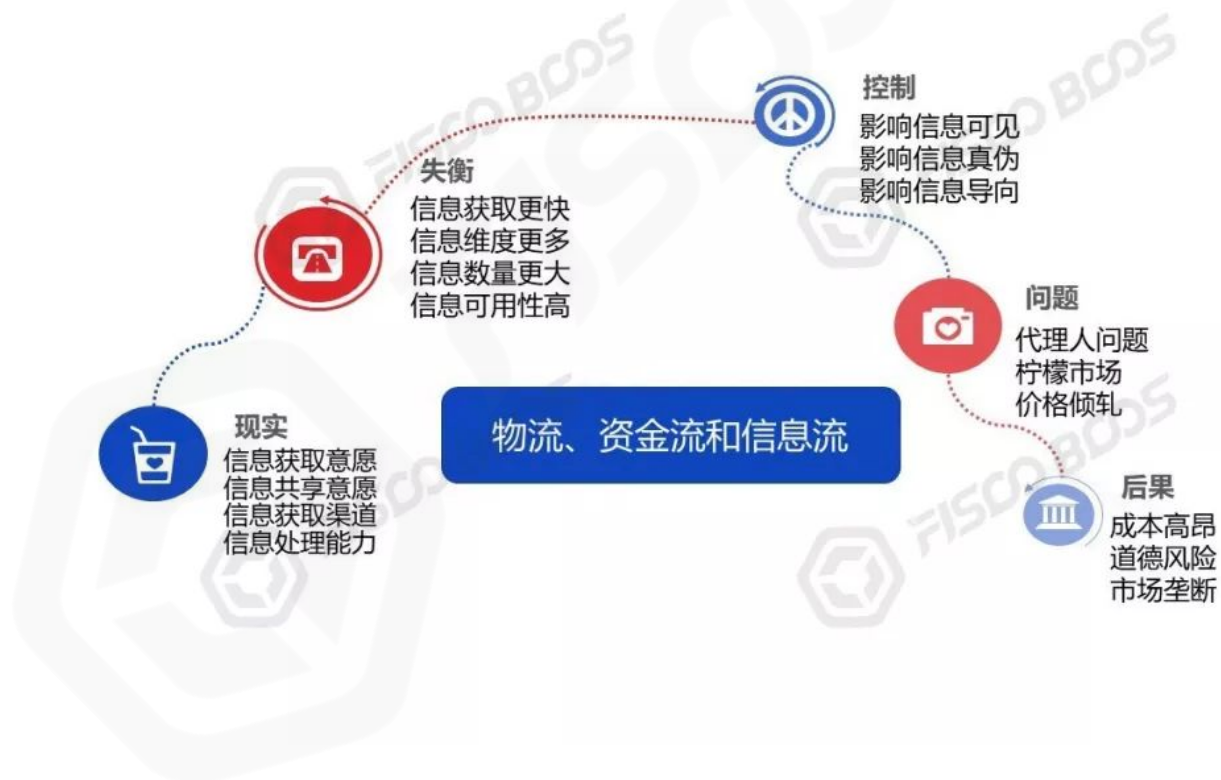 FISCO BCOS
FISCO BCOS
控制
影响信息可见
影响信息真伪
影响信息导向
失衡
信息获取更快
信息维度更多
信息数量更大
信息可用性高
问题
代理人问题
柠檬市场
价格倾轧
物流、资金流和信息流
现实
信息获取意愿
信息共享意愿
信息获取渠道
信息处理能力
后果
成本高昂
道德风险
市场垄断
FISCO BCOS